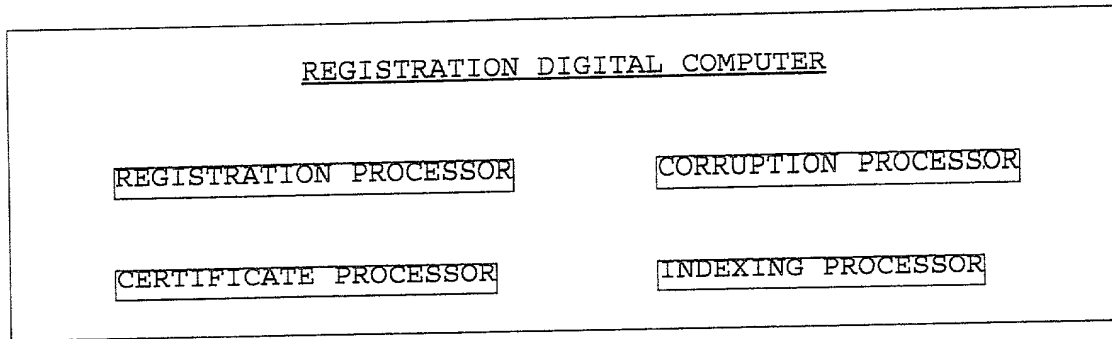 REGISTRATION DIGITAL COMPUTER
REGISTRATION PROCESSOR
CORRUPTION PROCESSOR
CERTIFICATE PROCESSOR
INDEXING PROCESSOR